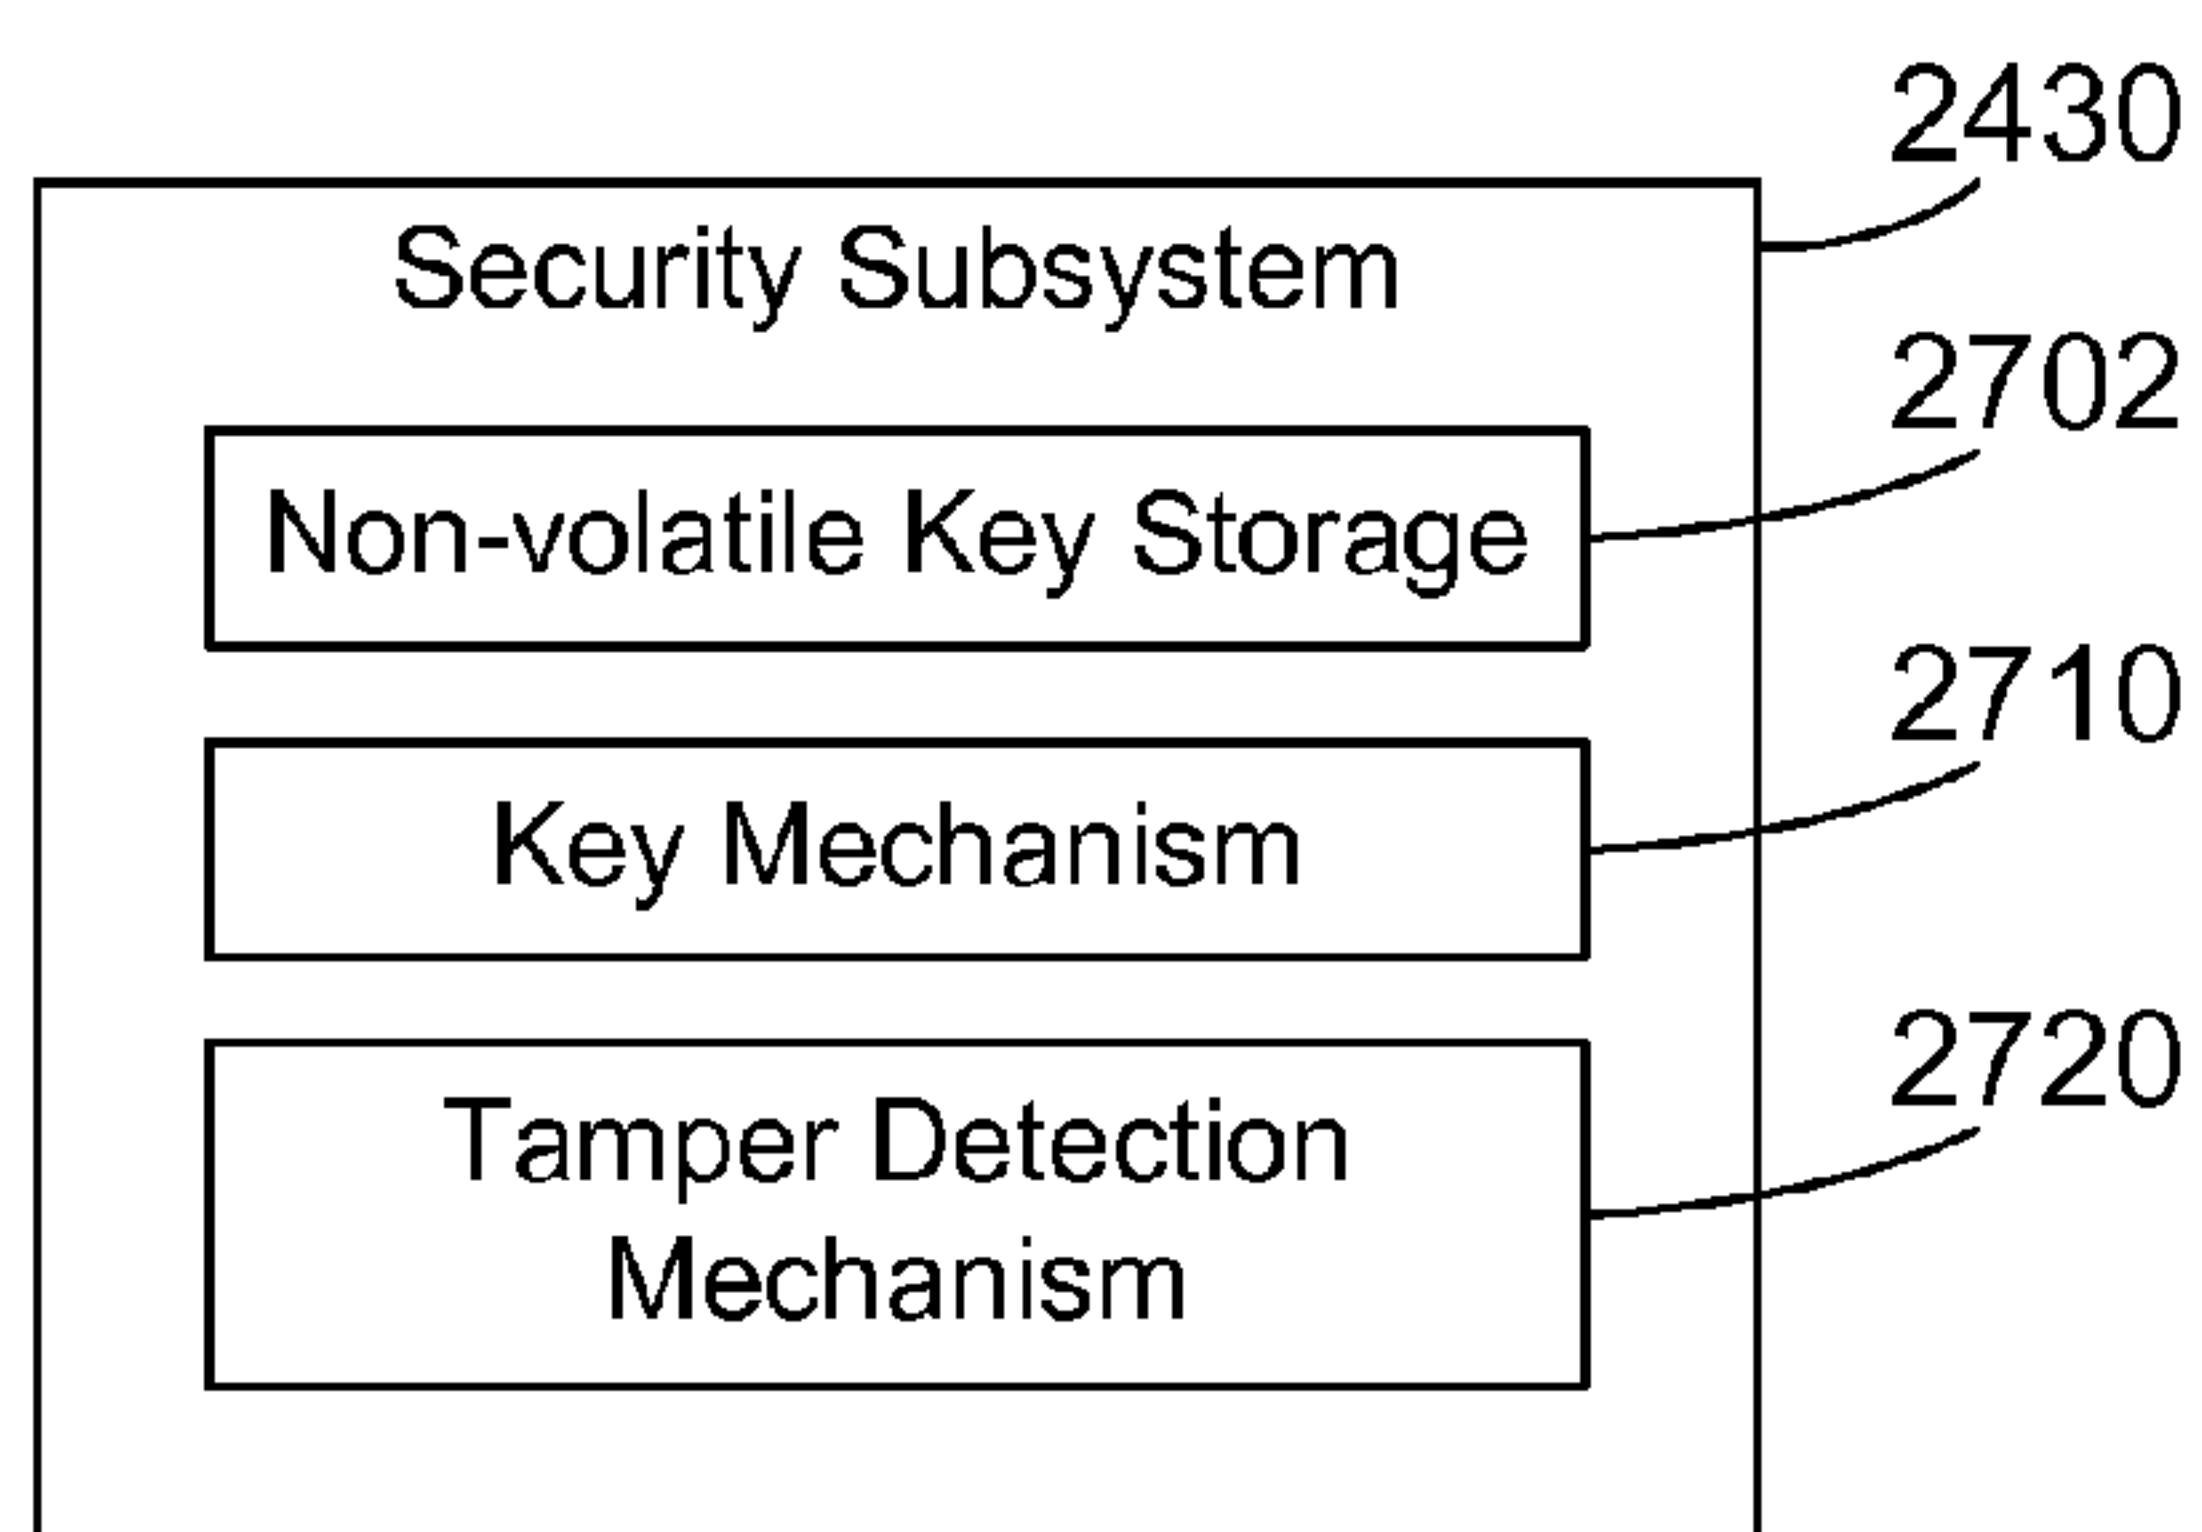 2430
Security Subsystem
2702
Non-volatile Key Storage
2710
Key Mechanism
2720
Tamper Detection
Mechanism